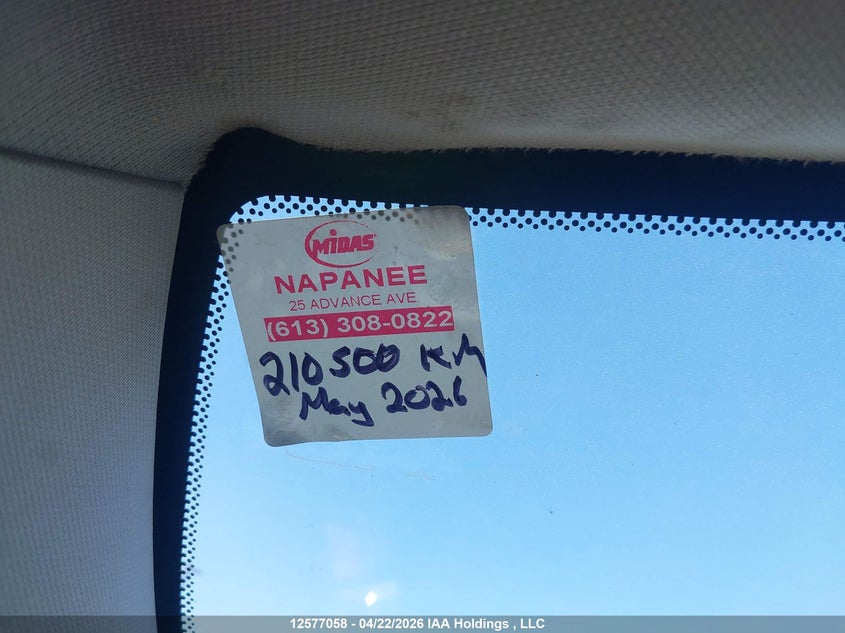 MIDAS
NAPANEE
25 ADVANCE AVE.
(613) 308-0822
210500 KM
May 2026
12577058 - 04/22/2026 IAA Holdings , LLC